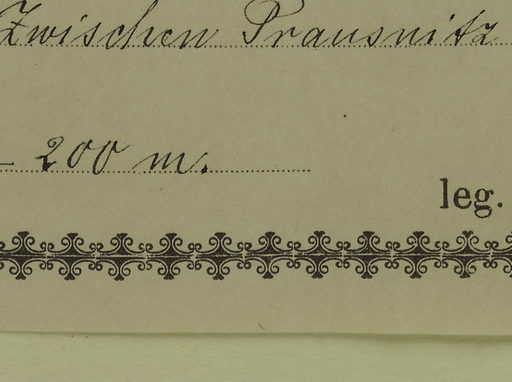 Zwischen Prausnitz
– 200 m.
leg.